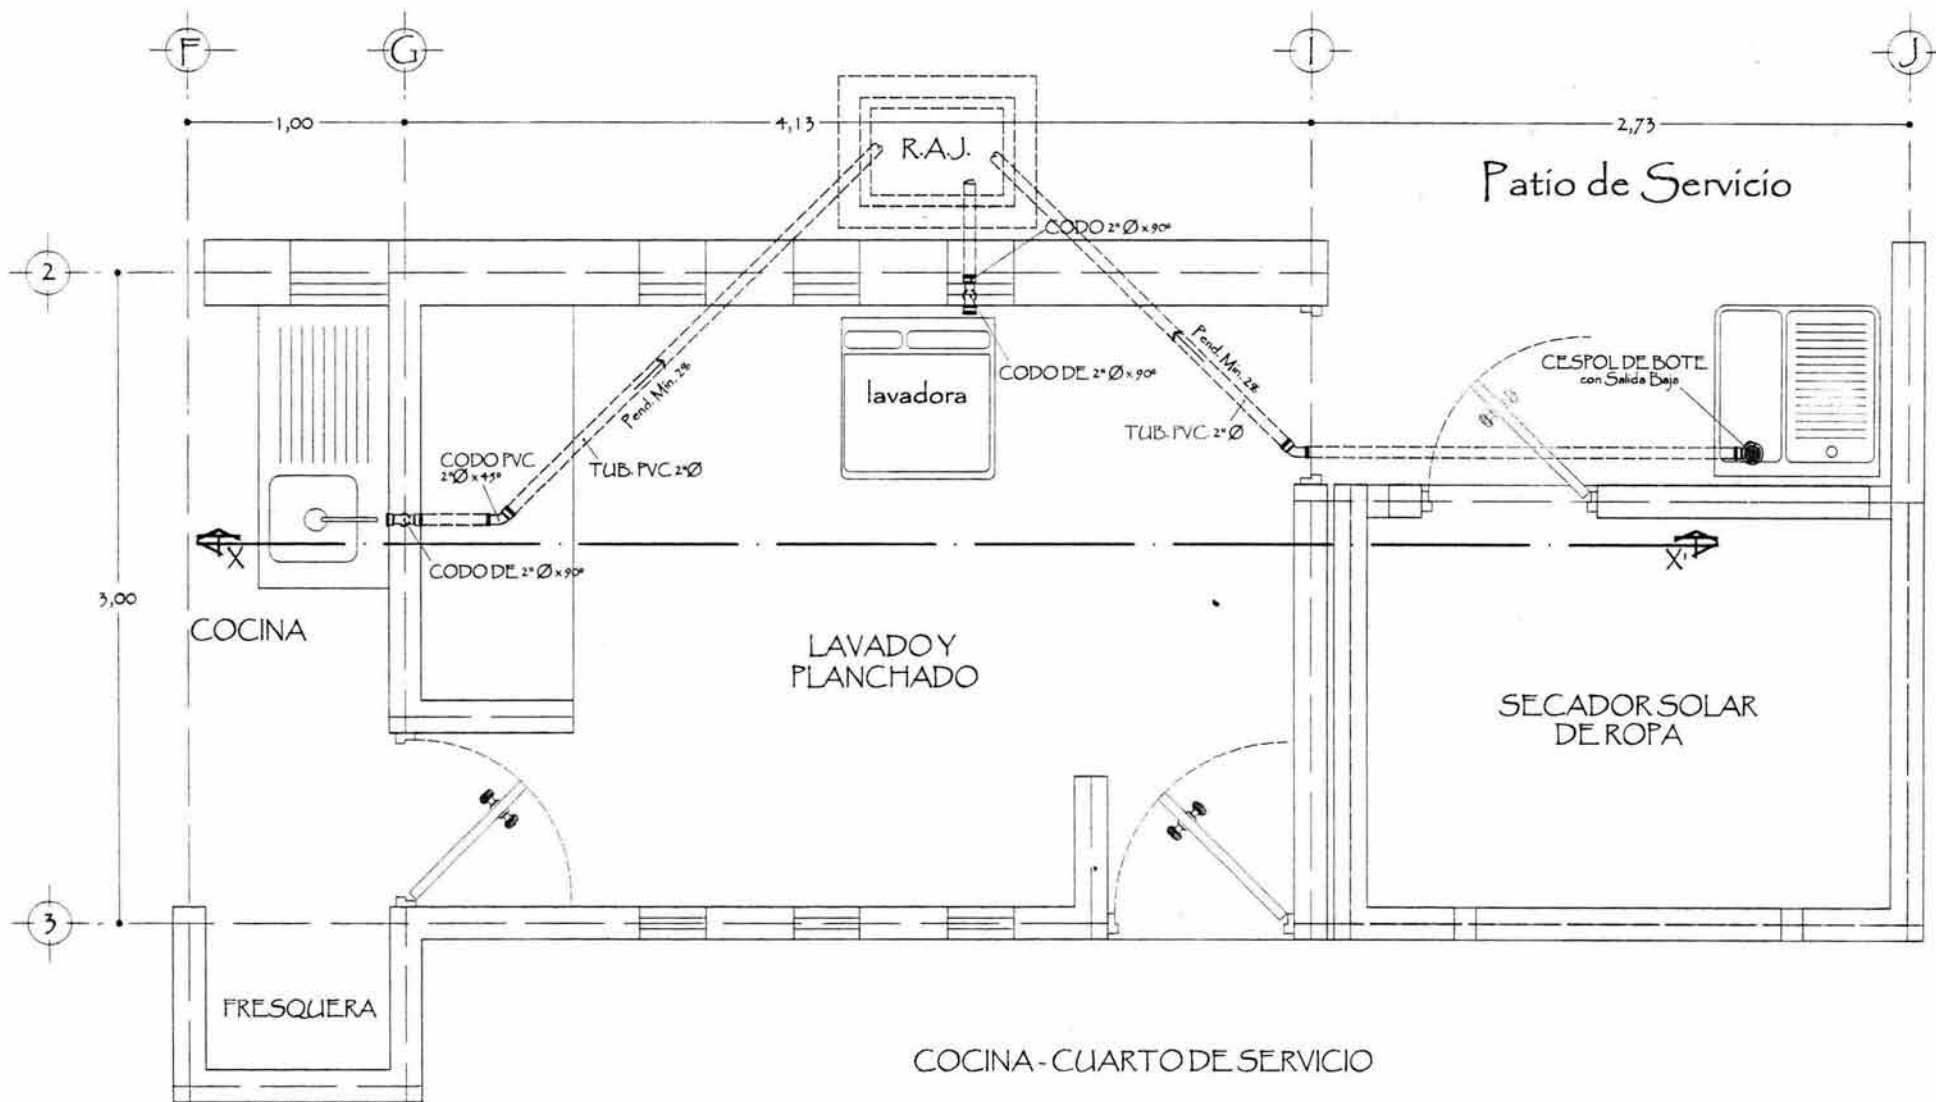 F
G
I
J
1,00
4,13
2,73
R.A.J.
Patio de Servicio
2
CODO 2"Ø x 90°
CODO DE 2"Ø x 90°
lavadora
Pend. Min. 2%
Pend. Min. 2%
CESPOL DE BOTE
con Salida Baja
TUB. PVC 2"Ø
CODO PVC
2"Ø x 45°
TUB. PVC 2"Ø
X
X'
CODO DE 2"Ø x 90°
3,00
COCINA
LAVADO Y
PLANCHADO
SECADOR SOLAR
DE ROPA
3
FRESQUERA
COCINA - CUARTO DE SERVICIO